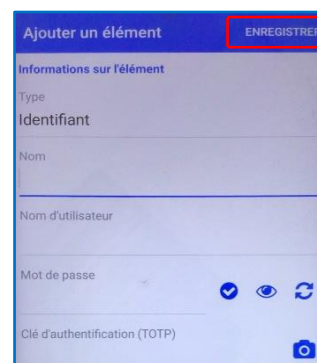 Ajouter un élément ENREGISTRER
Informations sur l'élément
Type
Identifiant
Nom
Nom d'utilisateur
Mot de passe
Clé d'authentification (TOTP)